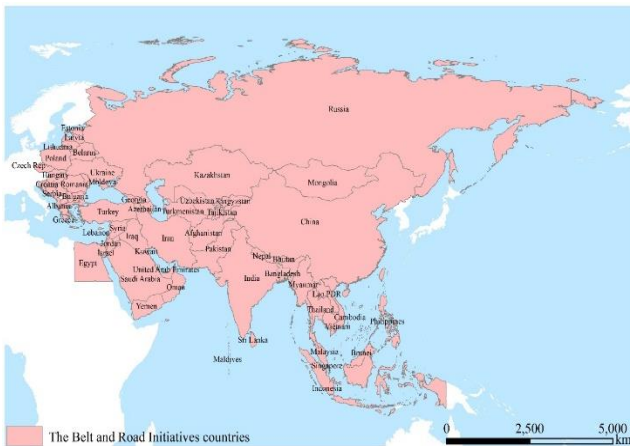 Russia
Estonia
Latvia
Lithuania
Belarus
Poland
Czech Rep
Ukraine
Hungary
Moldova
Croatia Romania
Serbia
Bulgaria
Albania
Greece
Kazakhstan
Mongolia
Georgia
Azerbaijan
Uzbekistan
Kyrgyzstan
Turkmenistan
Turkey
China
Syria
Lebanon
Iraq
Iran
Afghanistan
Jordan
Israel
Kuwait
Pakistan
Egypt
Nepal
Bhutan
United Arab Emirates
Saudi Arabia
India
Bangladesh
Myanmar
Oman
Lao PDR
Yemen
Thailand
Cambodia
Vietnam
Philippines
Sri Lanka
Maldives
Malaysia
Brunei
Singapore
Indonesia
The Belt and Road Initiatives countries
0 2,500 5,000
km